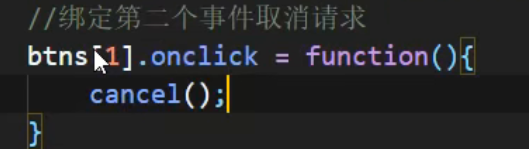 //绑定第二个事件取消请求
btns[1].onclick = function(){
    cancel();
}